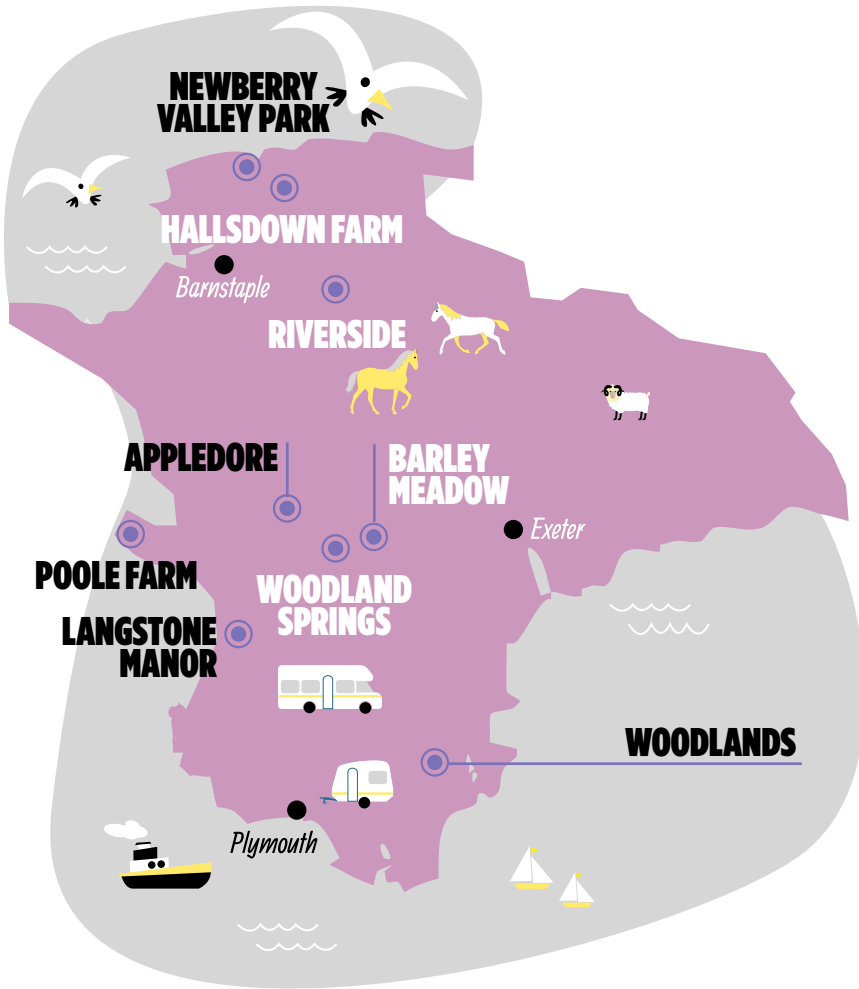 NEWBERRY
VALLEY PARK
HALLSDOWN FARM
Barnstaple
RIVERSIDE
APPLEDORE
BARLEY
MEADOW
Exeter
POOLE FARM
WOODLAND
SPRINGS
LANGSTONE
MANOR
WOODLANDS
Plymouth